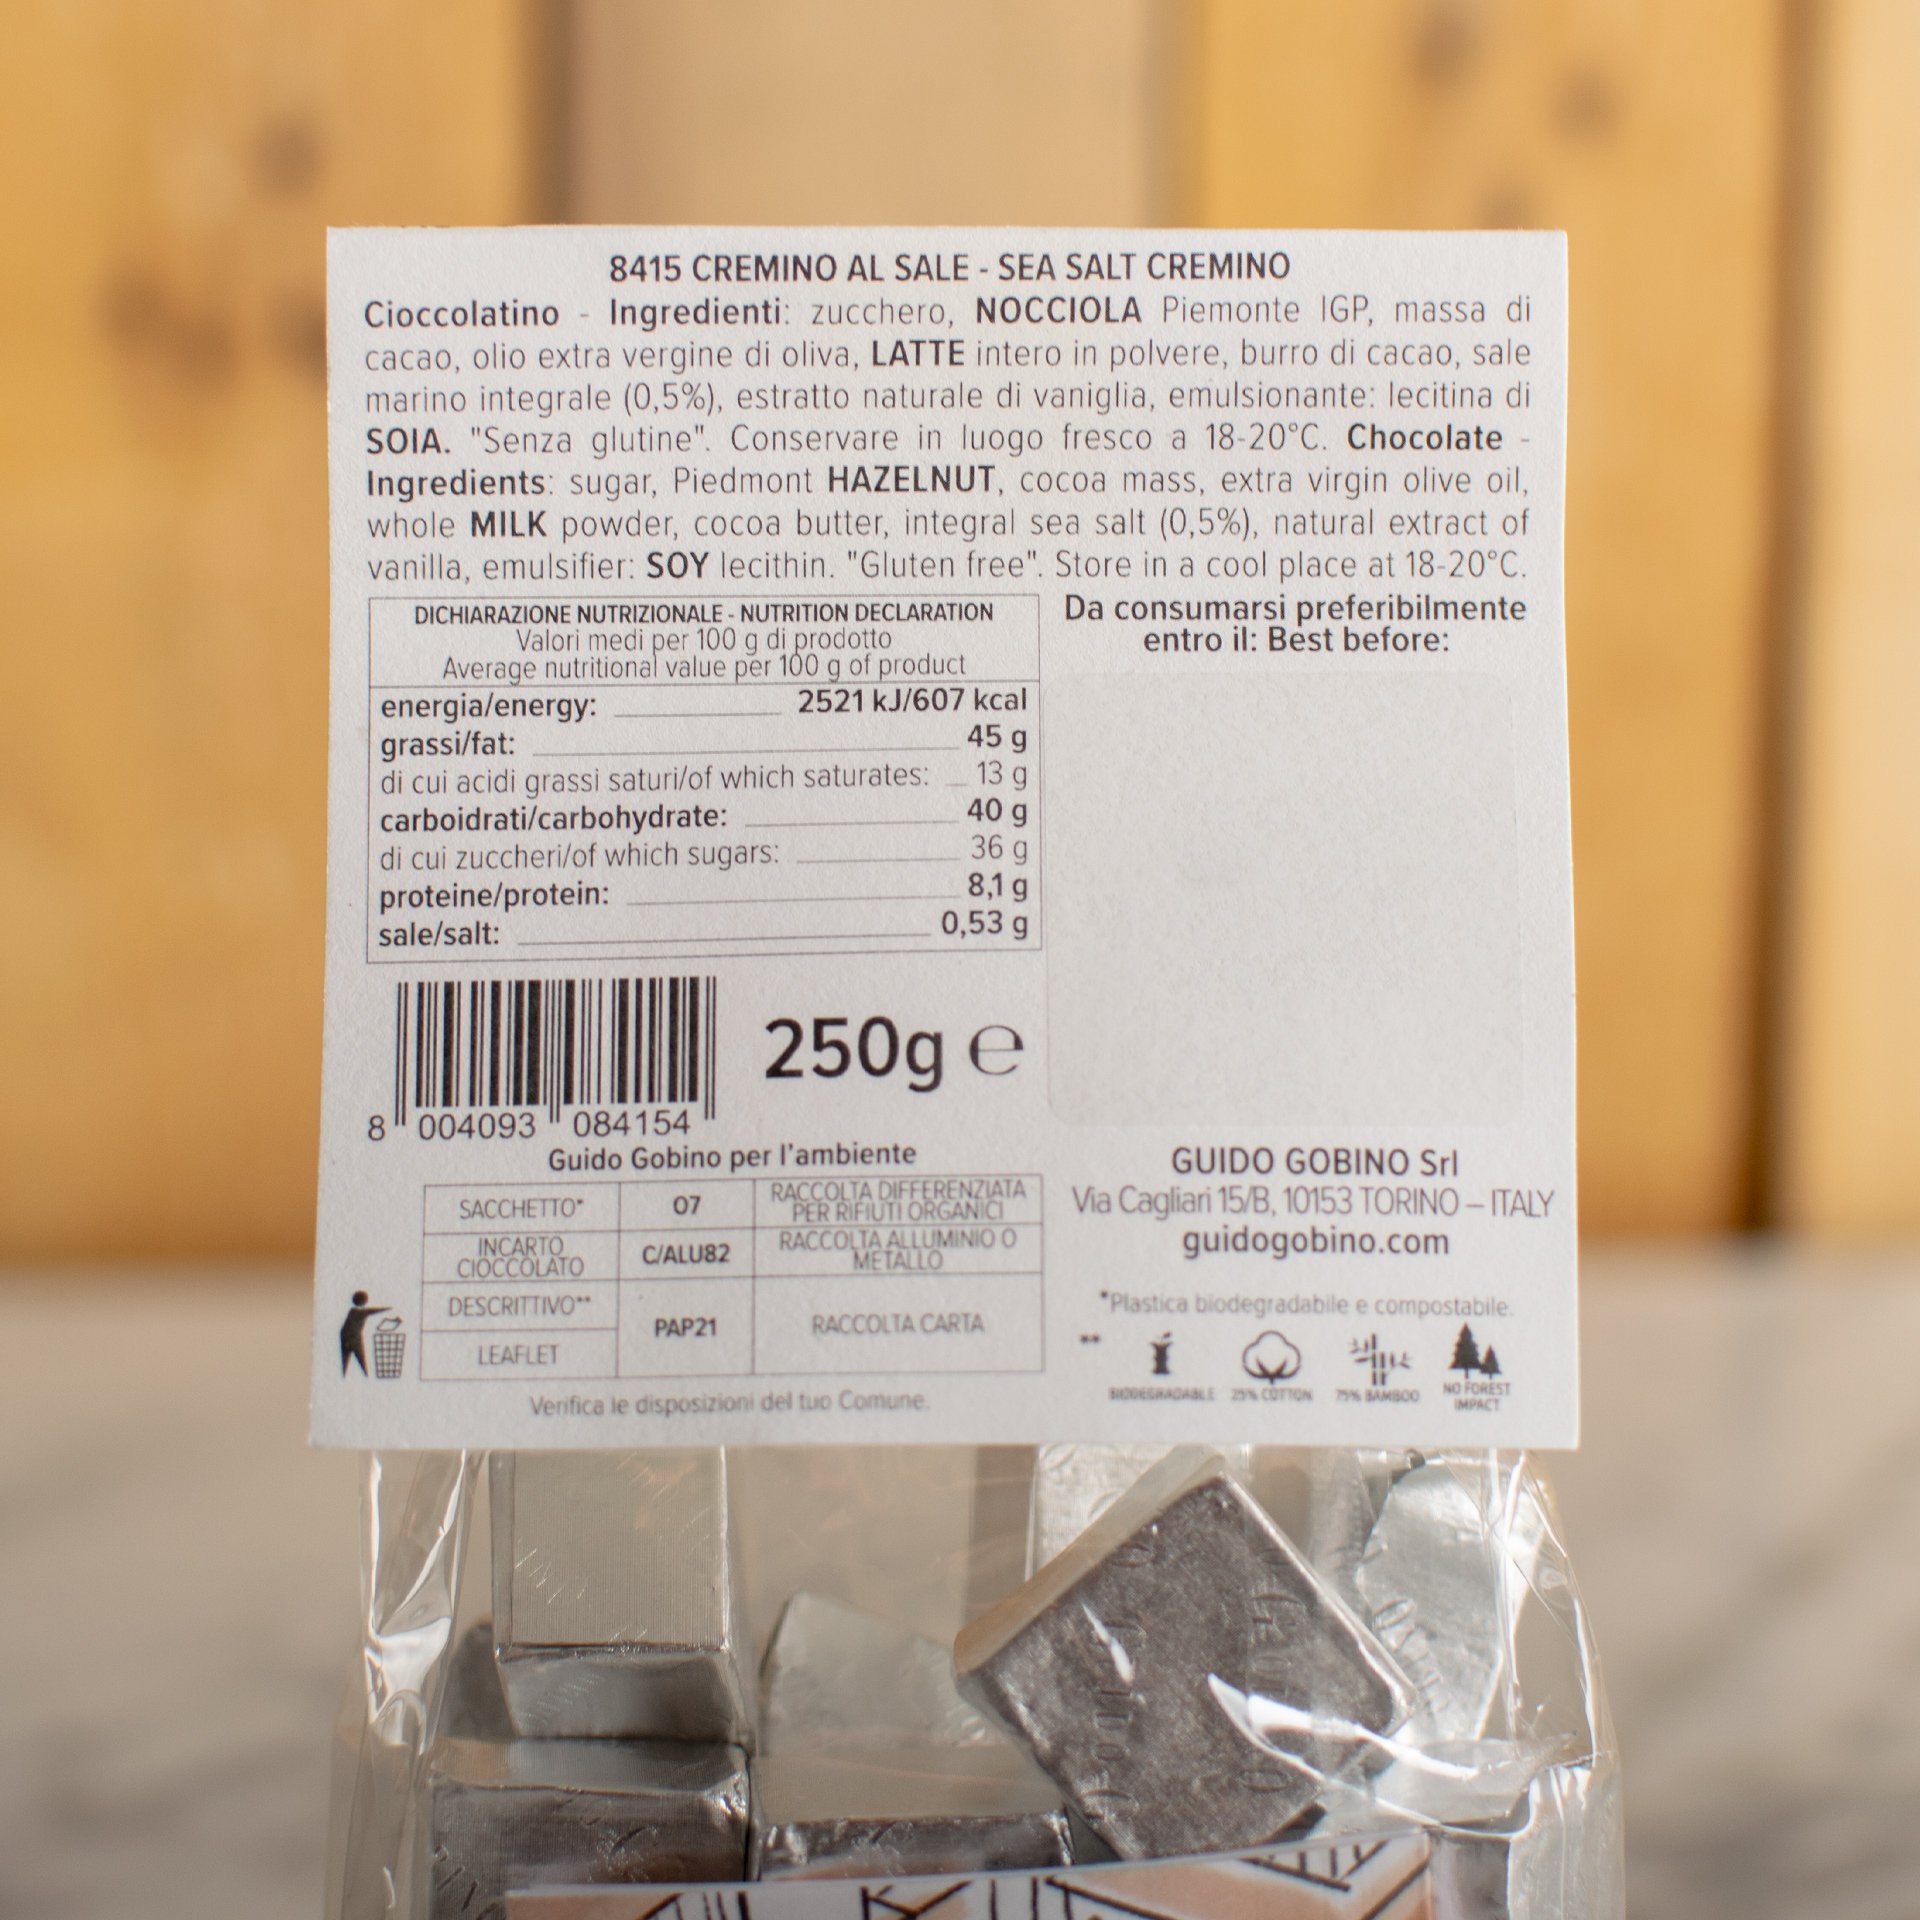 8415 CREMINO AL SALE - SEA SALT CREMINO
Cioccolatino - Ingredienti: zucchero, NOCCIOLA Piemonte IGP, massa di
cacao, olio extra vergine di oliva, LATTE intero in polvere, burro di cacao, sale
marino integrale (0,5%), estratto naturale di vaniglia, emulsionante: lecitina di
SOIA. "Senza glutine". Conservare in luogo fresco a 18-20°C. Chocolate -
Ingredients: sugar, Piedmont HAZELNUT, cocoa mass, extra virgin olive oil,
whole MILK powder, cocoa butter, integral sea salt (0,5%), natural extract of
vanilla, emulsifier: SOY lecithin. "Gluten free". Store in a cool place at 18-20°C.
DICHIARAZIONE NUTRIZIONALE - NUTRITION DECLARATION
Valori medi per 100 g di prodotto
Average nutritional value per 100 g of product
energia/energy: 2521 kJ/607 kcal
grassi/fat: 45 g
di cui acidi grassi saturi/of which saturates: 13 g
carboidrati/carbohydrate: 40 g
di cui zuccheri/of which sugars: 36 g
proteine/protein: 8,1 g
sale/salt: 0,53 g
Da consumarsi preferibilmente
entro il: Best before:
250g e
8 004093 084154
Guido Gobino per l'ambiente
SACCHETTO* 07 RACCOLTA DIFFERENZIATA
PER RIFIUTI ORGANICI
INCARTO
CIOCCOLATO C/ALU82 RACCOLTA ALLUMINIO O
METALLO
DESCRITTIVO**
LEAFLET PAP21 RACCOLTA CARTA
Verifica le disposizioni del tuo Comune.
GUIDO GOBINO Srl
Via Cagliari 15/B, 10153 TORINO – ITALY
guidogobino.com
*Plastica biodegradabile e compostabile.
**
BIODEGRADABLE 25% COTTON 75% BAMBOO NO FOREST
IMPACT